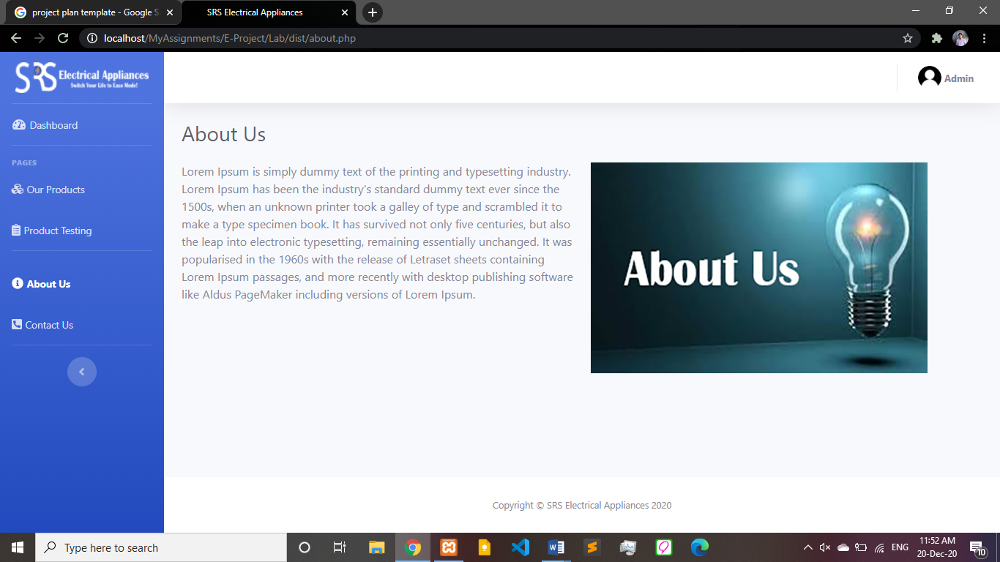 project plan template - Google S
SRS Electrical Appliances
localhost/MyAssignments/E-Project/Lab/dist/about.php
SRS Electrical Appliances
Switch Your Life to Ease Mode!
Admin
Dashboard
PAGES
Our Products
Product Testing
About Us
Contact Us
About Us
Lorem Ipsum is simply dummy text of the printing and typesetting industry.
Lorem Ipsum has been the industry's standard dummy text ever since the
1500s, when an unknown printer took a galley of type and scrambled it to
make a type specimen book. It has survived not only five centuries, but also
the leap into electronic typesetting, remaining essentially unchanged. It was
popularised in the 1960s with the release of Letraset sheets containing
Lorem Ipsum passages, and more recently with desktop publishing software
like Aldus PageMaker including versions of Lorem Ipsum.
About Us
Copyright © SRS Electrical Appliances 2020
Type here to search
ENG
11:52 AM
20-Dec-20
10